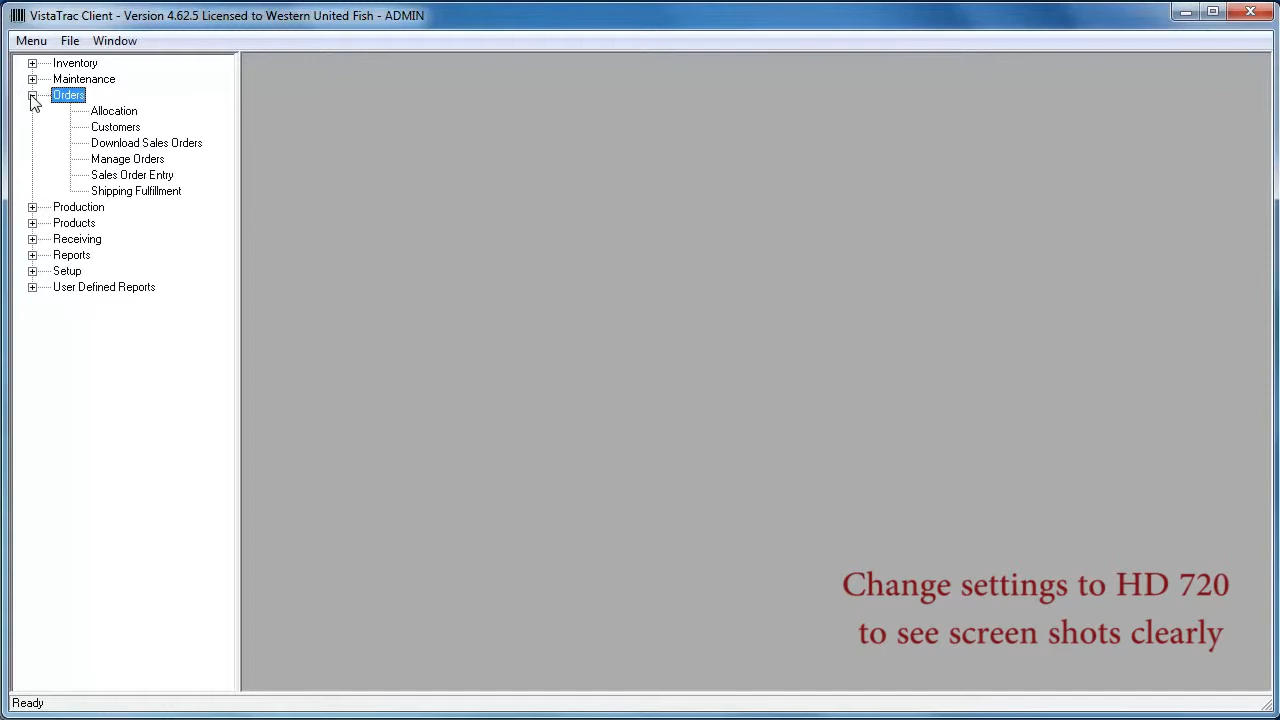 VistaTrac Client - Version 4.62.5 Licensed to Western United Fish - ADMIN
Menu File Window
Inventory
Maintenance
Orders
Allocation
Customers
Download Sales Orders
Manage Orders
Sales Order Entry
Shipping Fulfillment
Production
Products
Receiving
Reports
Setup
User Defined Reports
Change settings to HD 720
to see screen shots clearly
Ready